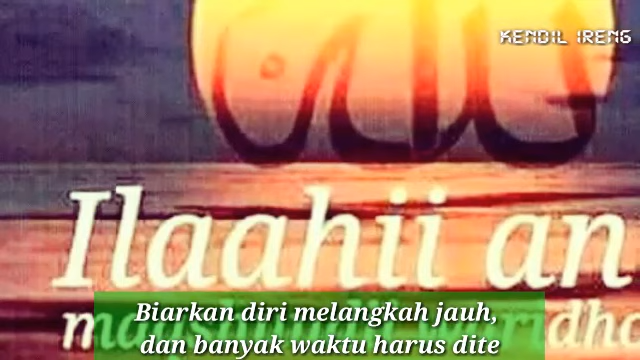 KENDIL IRENG
Ilaahii an
Biarkan diri melangkah jauh,
dan banyak waktu harus dite